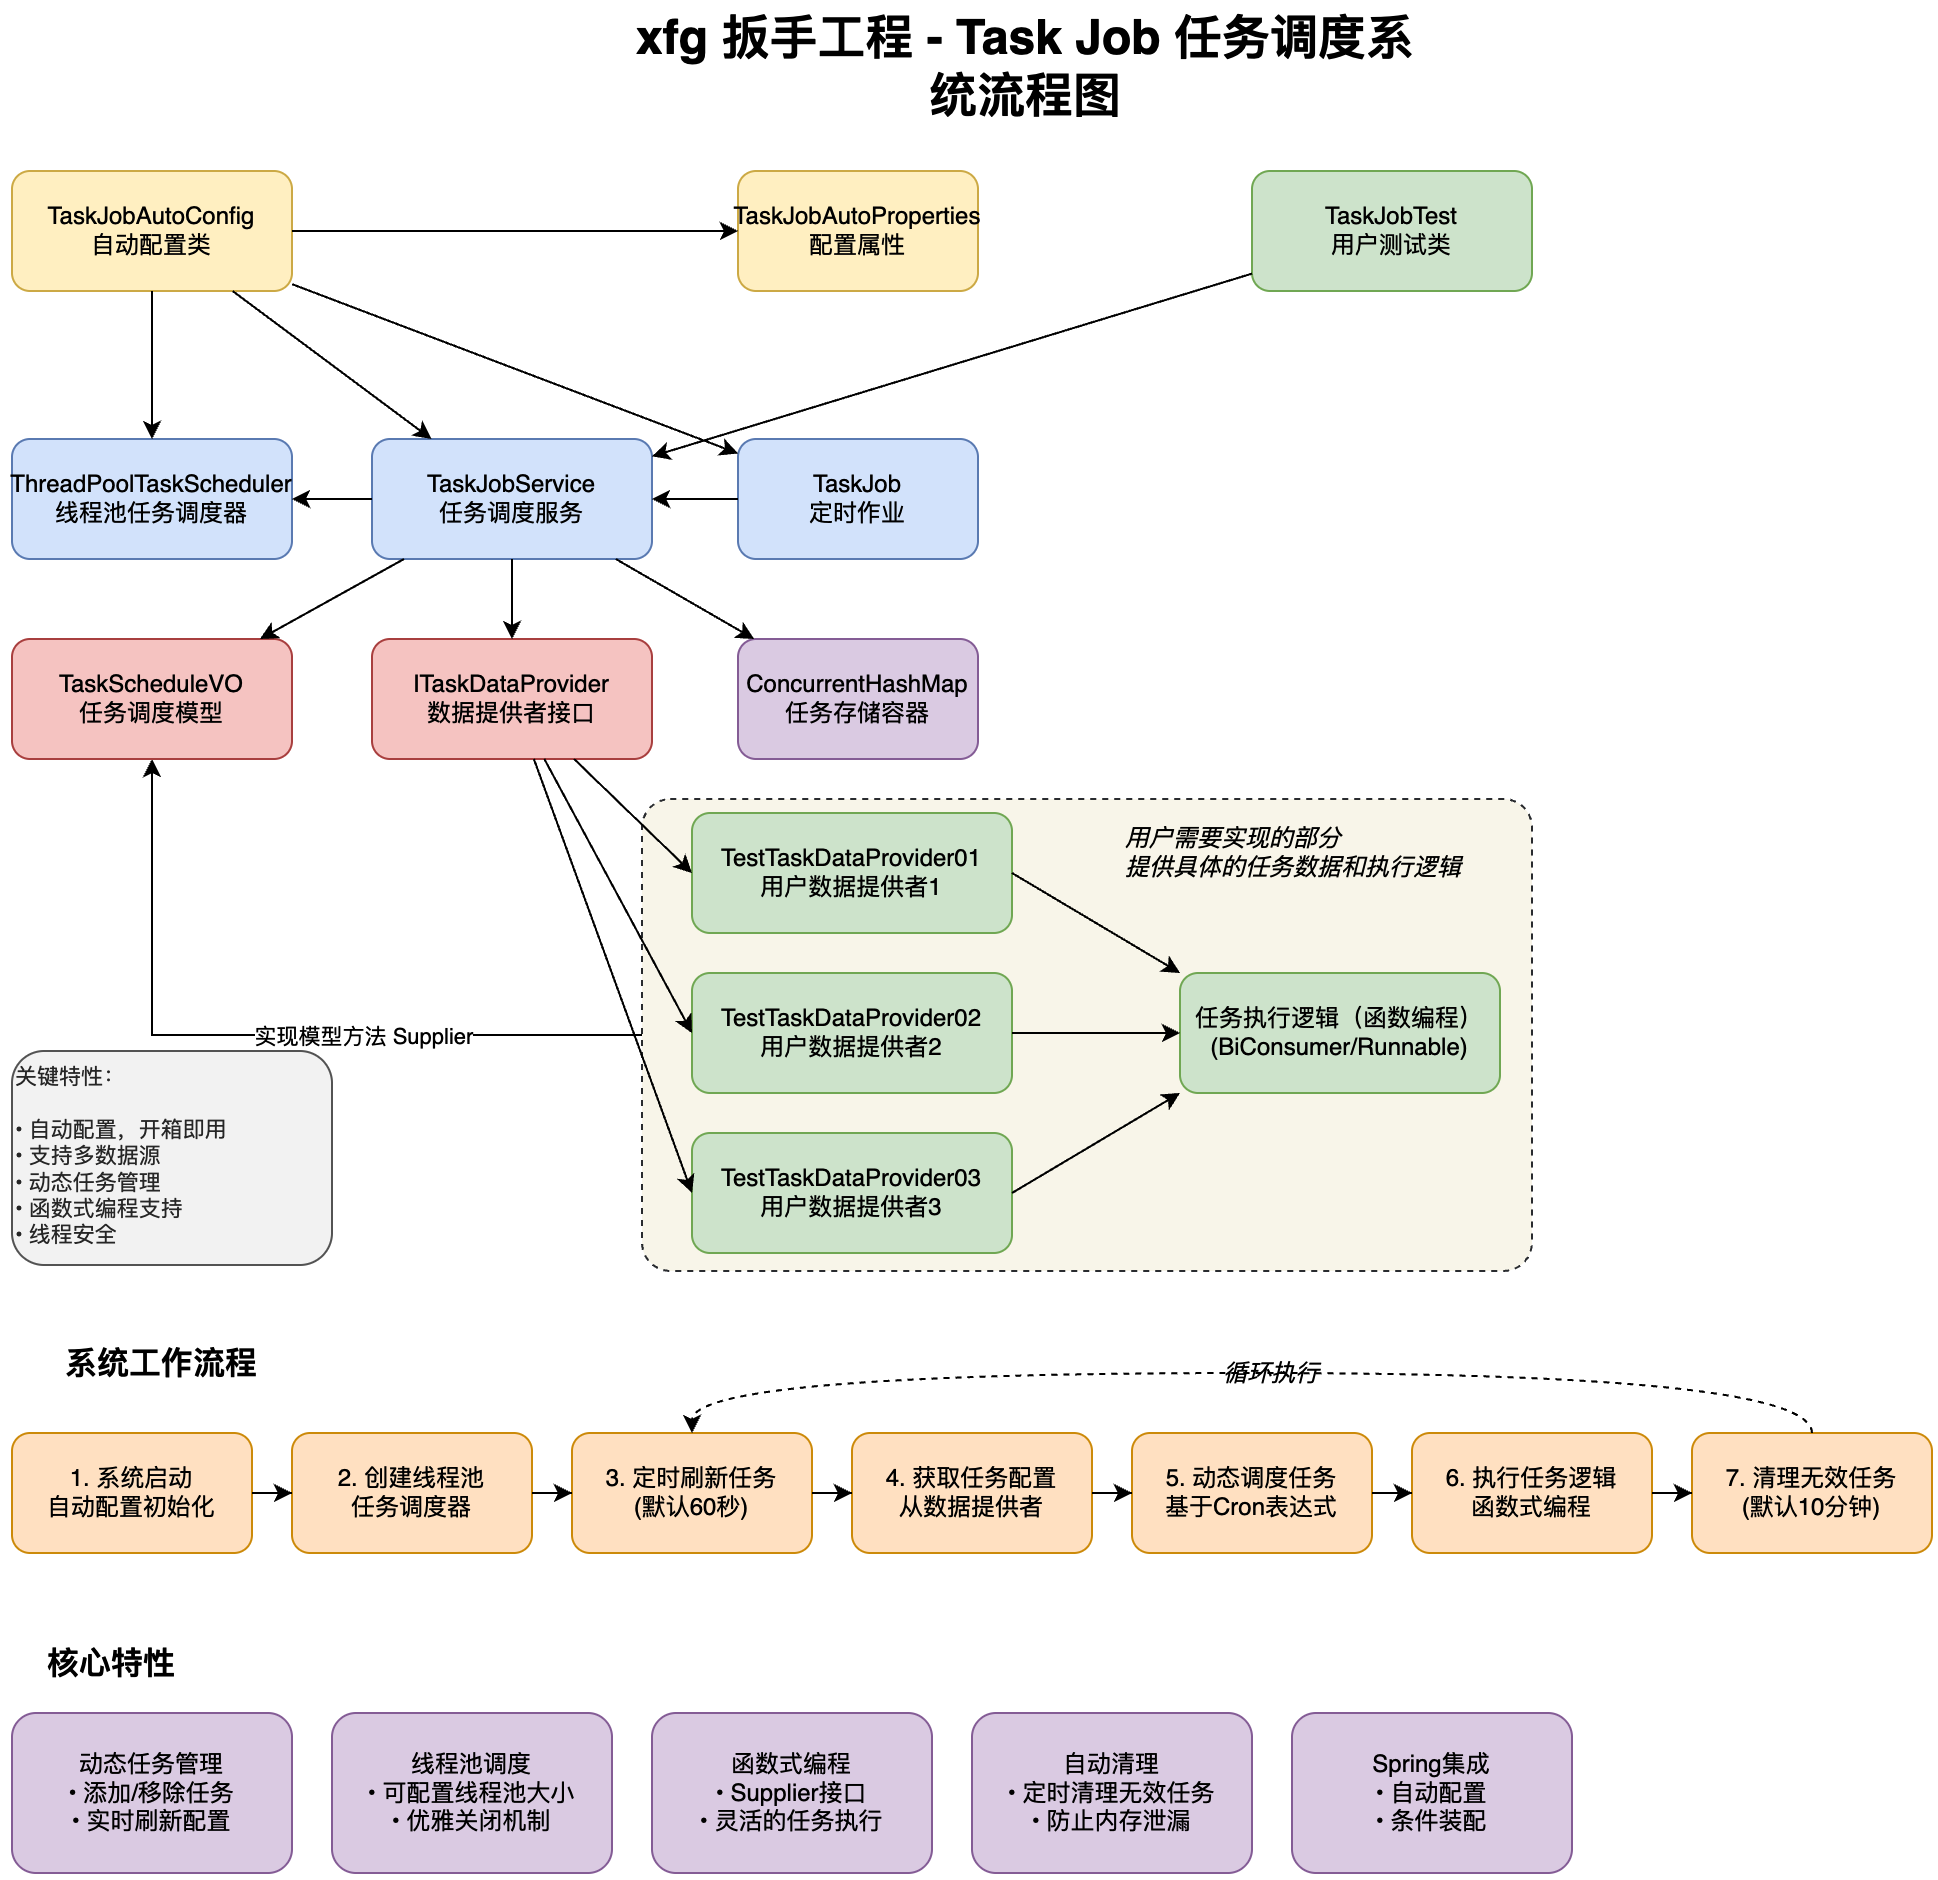 xfg 扳手工程 - Task Job 任务调度系
统流程图
TaskJobAutoConfig
自动配置类
TaskJobAutoProperties
配置属性
TaskJobTest
用户测试类
ThreadPoolTaskScheduler
线程池任务调度器
TaskJobService
任务调度服务
TaskJob
定时作业
TaskScheduleVO
任务调度模型
ITaskDataProvider
数据提供者接口
ConcurrentHashMap
任务存储容器
TestTaskDataProvider01
用户数据提供者1
用户需要实现的部分
提供具体的任务数据和执行逻辑
TestTaskDataProvider02
用户数据提供者2
任务执行逻辑（函数编程）
(BiConsumer/Runnable)
实现模型方法 Supplier
TestTaskDataProvider03
用户数据提供者3
关键特性：
• 自动配置，开箱即用
• 支持多数据源
• 动态任务管理
• 函数式编程支持
• 线程安全
系统工作流程
循环执行
1. 系统启动
自动配置初始化
2. 创建线程池
任务调度器
3. 定时刷新任务
(默认60秒)
4. 获取任务配置
从数据提供者
5. 动态调度任务
基于Cron表达式
6. 执行任务逻辑
函数式编程
7. 清理无效任务
(默认10分钟)
核心特性
动态任务管理
• 添加/移除任务
• 实时刷新配置
线程池调度
• 可配置线程池大小
• 优雅关闭机制
函数式编程
• Supplier接口
• 灵活的任务执行
自动清理
• 定时清理无效任务
• 防止内存泄漏
Spring集成
• 自动配置
• 条件装配